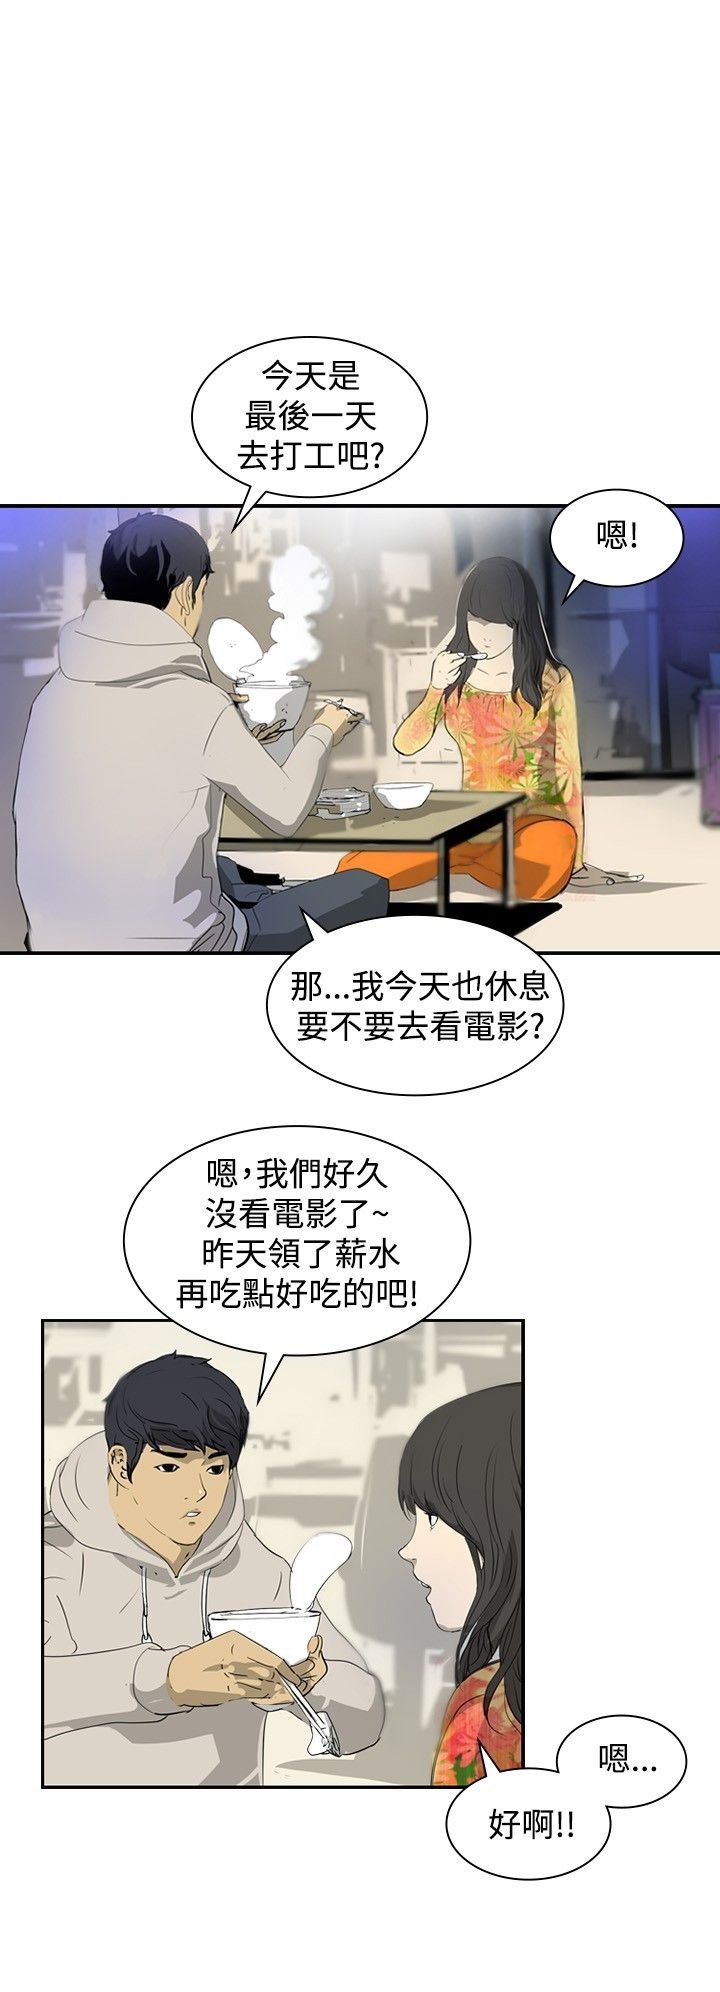 今天是
最後一天
去打工吧?
嗯!
那...我今天也休息
要不要去看電影?
嗯,我們好久
沒看電影了~
昨天領了薪水
再吃點好吃的吧!
嗯...
好啊!!